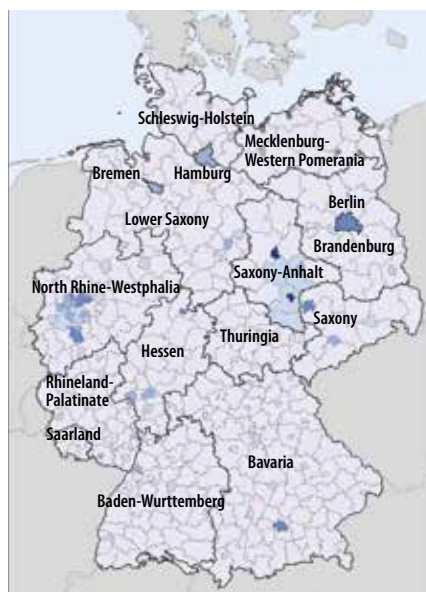 Schleswig-Holstein
Mecklenburg-
Western Pomerania
Bremen
Hamburg
Berlin
Lower Saxony
Brandenburg
Saxony-Anhalt
North Rhine-Westphalia
Saxony
Thuringia
Hessen
Rhineland-
Palatinate
Saarland
Bavaria
Baden-Wurttemberg